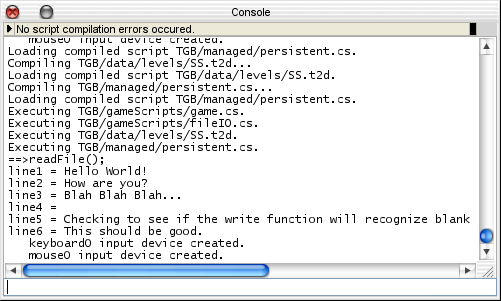 Console
No script compilation errors occured.
mouse0 input device created.
Loading compiled script TGB/managed/persistent.cs.
Compiling TGB/data/levels/SS.t2d...
Loading compiled script TGB/data/levels/SS.t2d.
Compiling TGB/managed/persistent.cs...
Loading compiled script TGB/managed/persistent.cs.
Executing TGB/gameScripts/game.cs.
Executing TGB/gameScripts/fileIO.cs.
Executing TGB/data/levels/SS.t2d.
Executing TGB/managed/persistent.cs.
==>readFile();
line1 = Hello World!
line2 = How are you?
line3 = Blah Blah Blah...
line4 =
line5 = Checking to see if the write function will recognize blank
line6 = This should be good.
keyboard0 input device created.
mouse0 input device created.